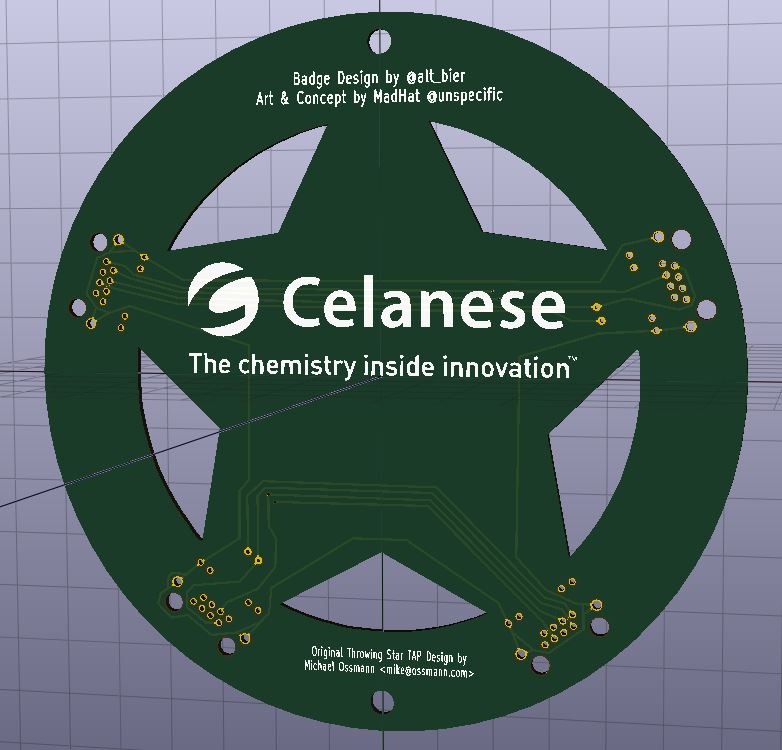 Badge Design by @alt_bier
Art & Concept by MadHat @unspecific
Celanese
The chemistry inside innovation™
Original Throwing Star TAP Design by
Michael Ossmann <mike@ossmann.com>